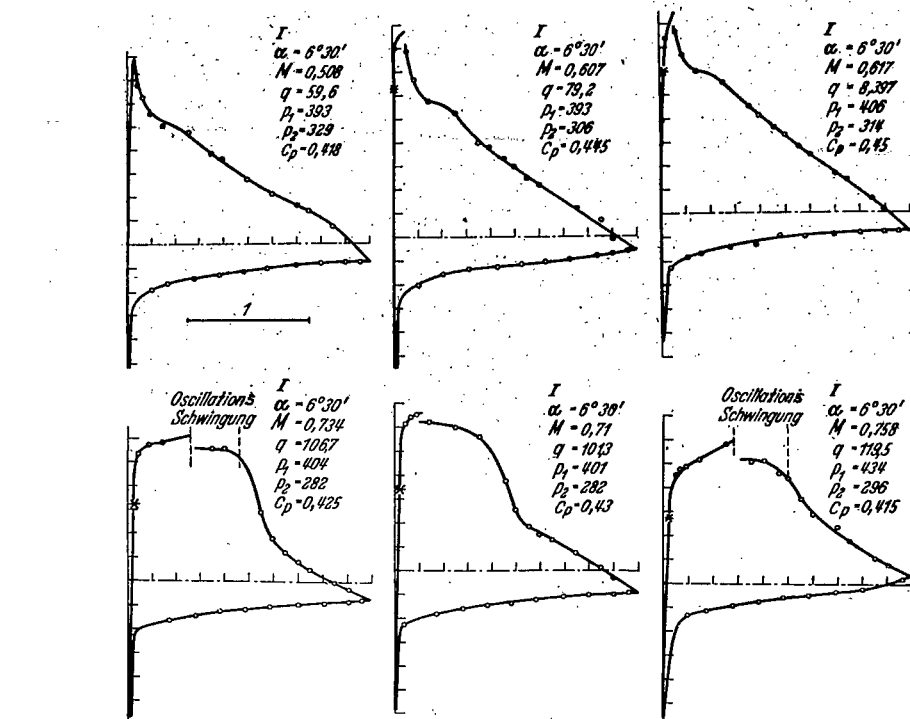 I
α = 6°30'
M = 0,508
q = 59,6
p₁ = 393
p₂ = 329
Cp = 0,418
I
α = 6°30'
M = 0,607
q = 79,2
p₁ = 393
p₂ = 306
Cp = 0,445
I
α = 6°30'
M = 0,617
q = 8,397
p₁ = 406
p₂ = 314
Cp = 0,45
1
Oscillations
Schwingung
I
α = 6°30'
M = 0,734
q = 106,7
p₁ = 404
p₂ = 282
Cp = 0,425
I
α = 6°30'
M = 0,71
q = 101,3
p₁ = 401
p₂ = 282
Cp = 0,43
Oscillations
Schwingung
I
α = 6°30'
M = 0,758
q = 119,5
p₁ = 434
p₂ = 296
Cp = 0,415